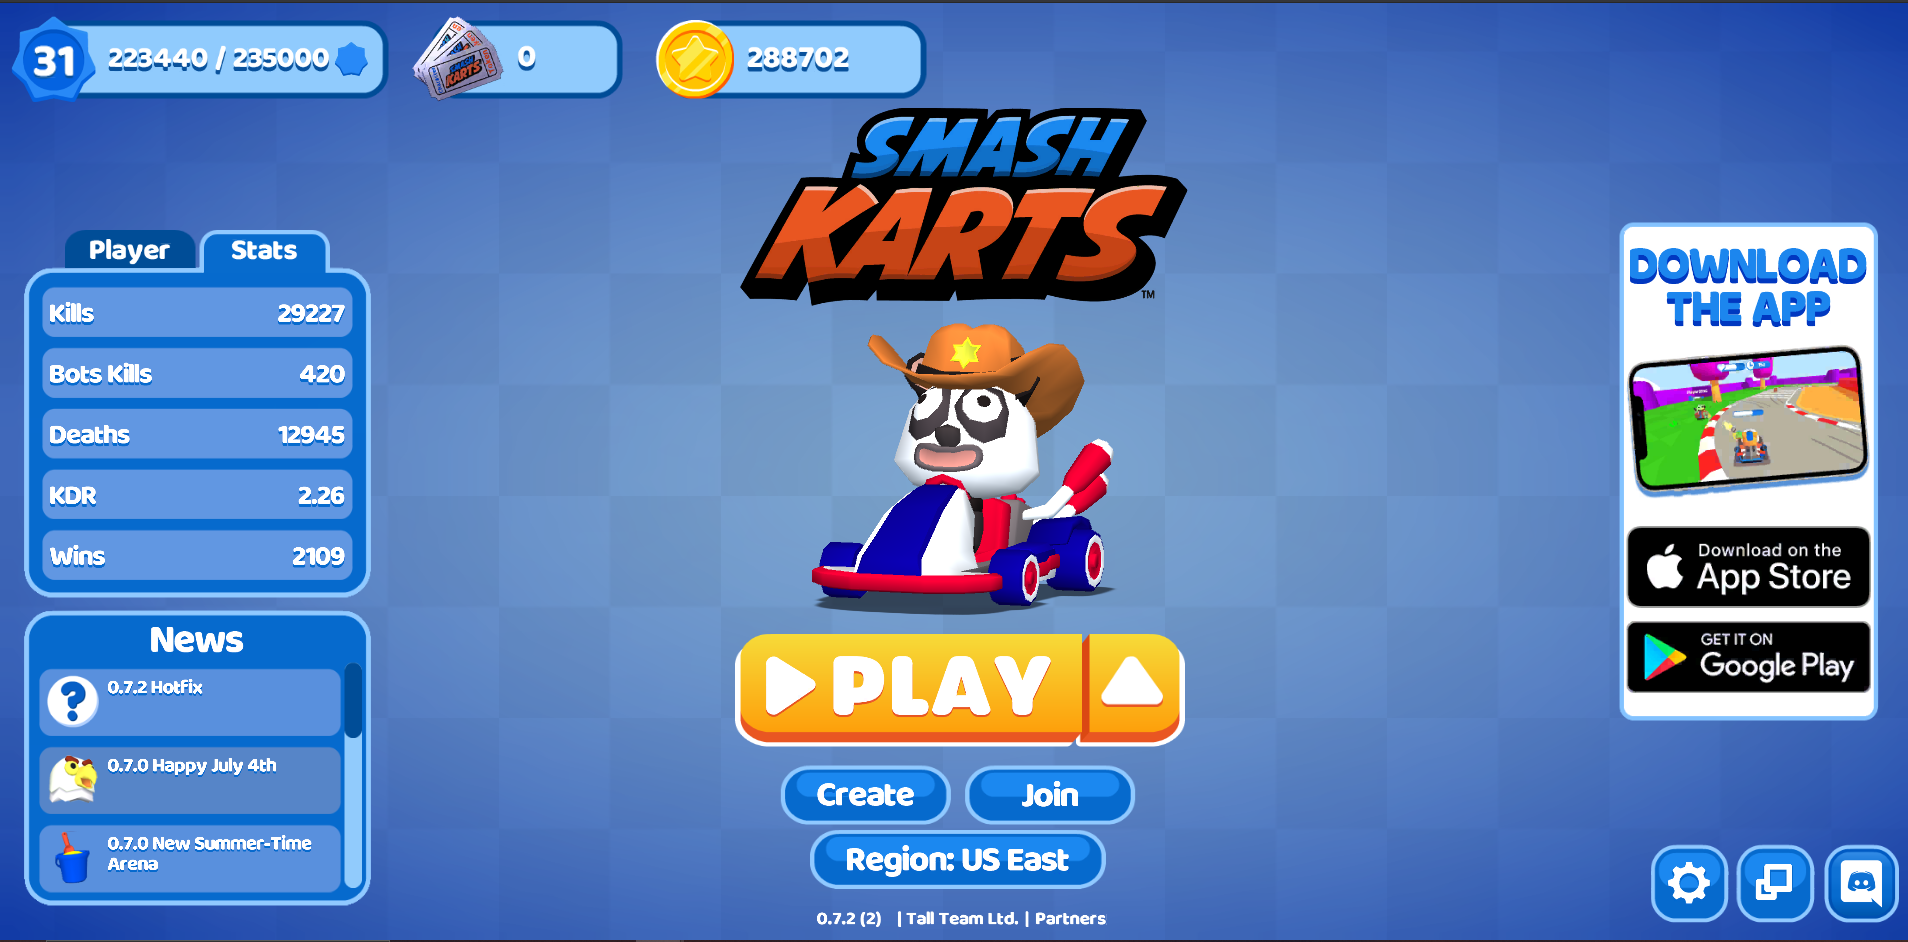 31
223440 / 235000
0
288702
SMASH
KARTS
TM
Player
Stats
Kills 29227
Bots Kills 420
Deaths 12945
KDR 2.26
Wins 2109
News
0.7.2 Hotfix
0.7.0 Happy July 4th
0.7.0 New Summer-Time
Arena
PLAY
Create
Join
Region: US East
0.7.2 (2) | Tall Team Ltd. | Partners
DOWNLOAD
THE APP
Download on the
App Store
GET IT ON
Google Play